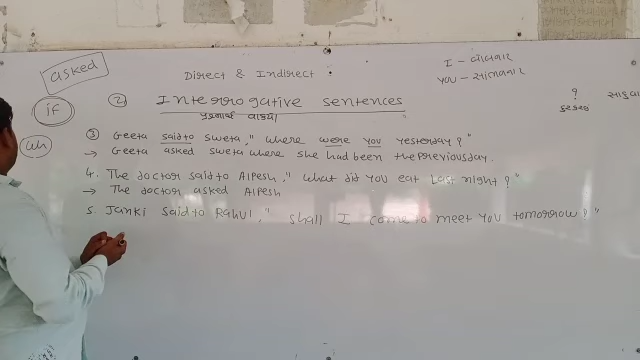 asked
Direct & Indirect :
I - બોલનાર
YOU - સાંભળનાર
if
② Interrogative sentences
પ્રશ્નાર્થ વાક્યો
?
Wh
③ Geeta said to sweta, " where were you yesterday ? "
→ Geeta asked sweta where she had been the previous day.
4. The doctor said to Alpesh, " what did you eat last night ? "
→ The doctor asked Alpesh
5. Janki said to Rahul, " shall I come to meet you tomorrow ? "